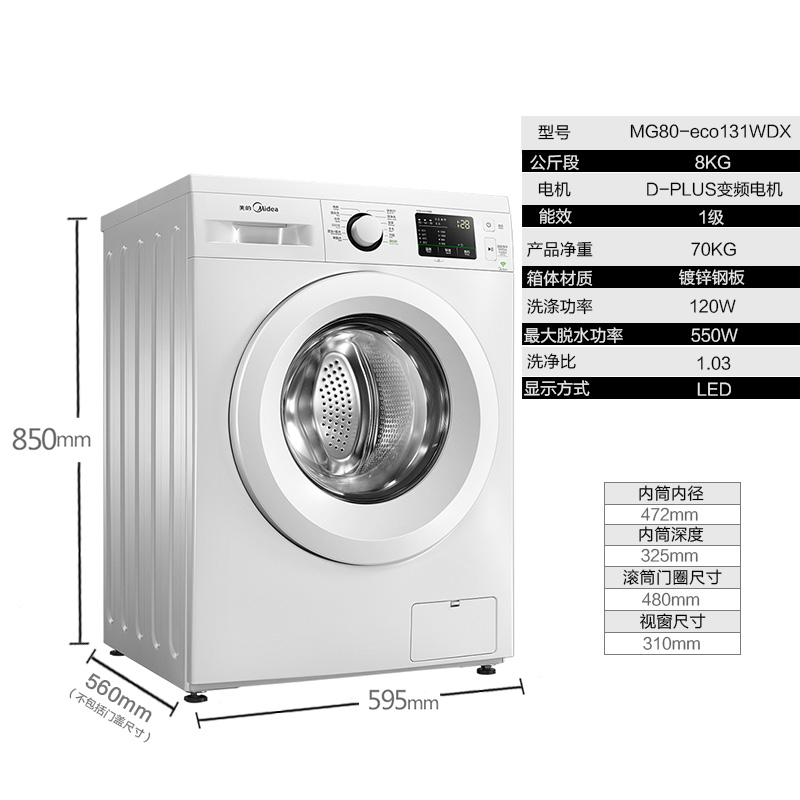 型号 MG80-eco131WDX
公斤段 8KG
电机 D-PLUS变频电机
能效 1级
产品净重 70KG
箱体材质 镀锌钢板
洗涤功率 120W
最大脱水功率 550W
洗净比 1.03
显示方式 LED
美的 Midea
1:28
850mm
560mm
(不包括门盖尺寸)
595mm
内筒内径
472mm
内筒深度
325mm
滚筒门圈尺寸
480mm
视窗尺寸
310mm